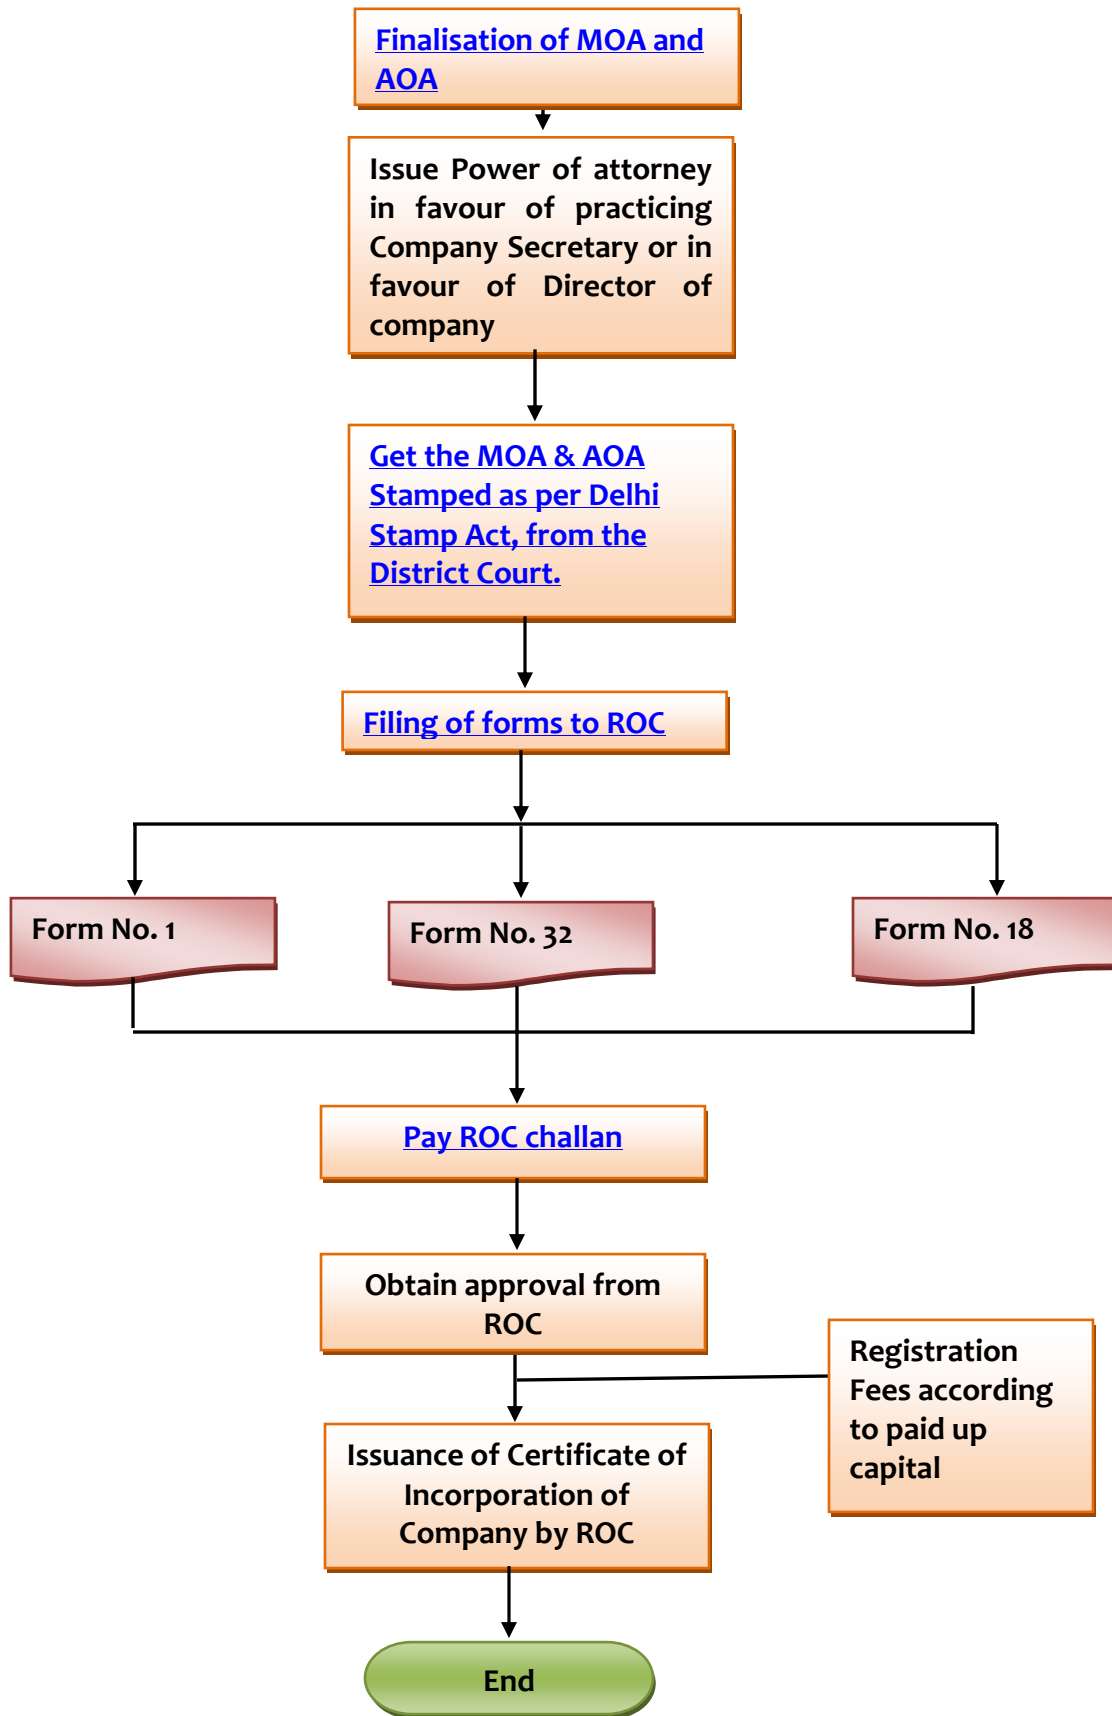 Finalisation of MOA and
AOA
Issue Power of attorney
in favour of practicing
Company Secretary or in
favour of Director of
company
Get the MOA & AOA
Stamped as per Delhi
Stamp Act, from the
District Court.
Filing of forms to ROC
Form No. 1
Form No. 32
Form No. 18
Pay ROC challan
Obtain approval from
ROC
Registration
Fees according
to paid up
capital
Issuance of Certificate of
Incorporation of
Company by ROC
End